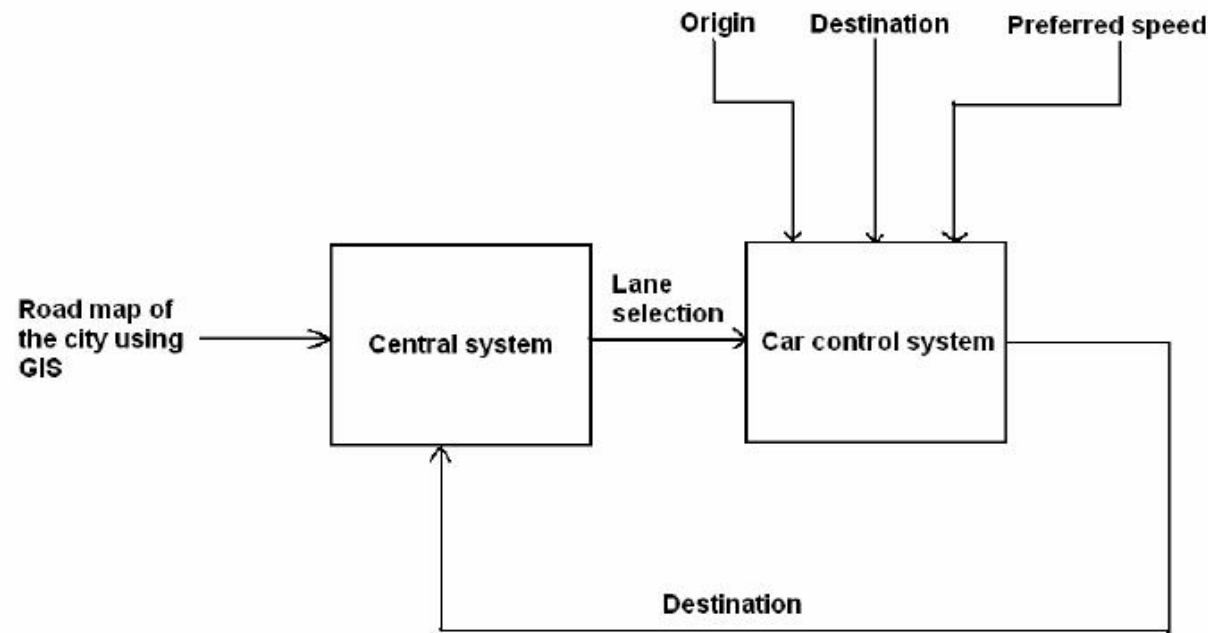 Origin
Destination
Preferred speed
Road map of
the city using
GIS
Central system
Lane
selection
Car control system
Destination